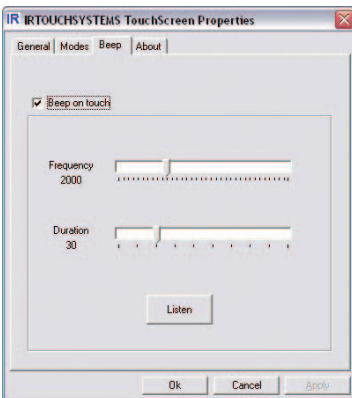 IR IRTOUCHSYSTEMS TouchScreen Properties
General Modes Beep About
Beep on touch
Frequency
2000
Duration
30
Listen
Ok Cancel Apply